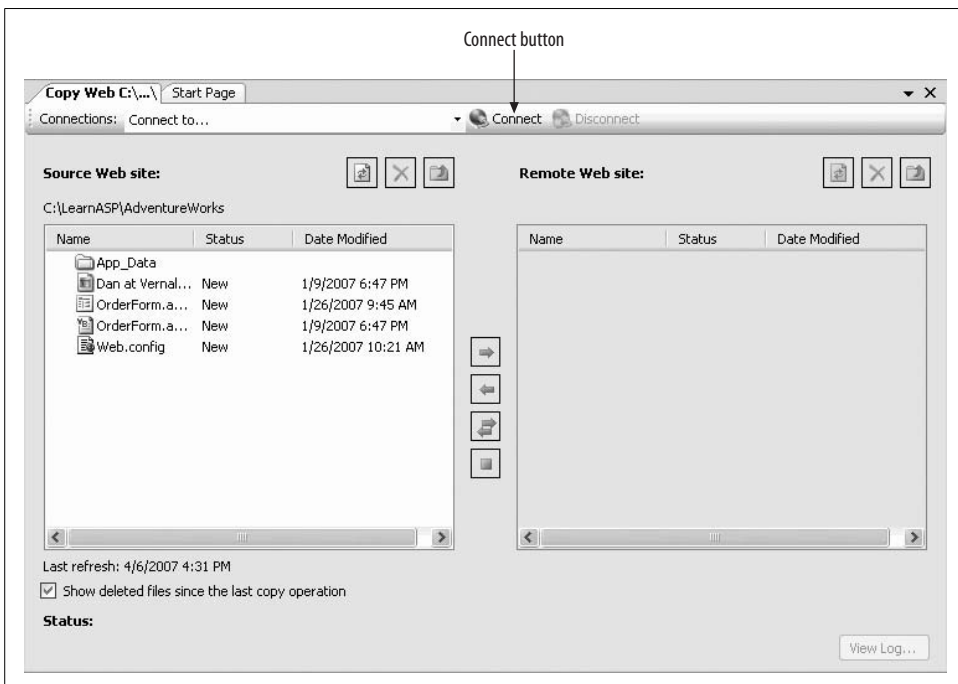 Connect button
Copy Web C:\...\ Start Page
Connections: Connect to... Connect Disconnect
Source Web site:
C:\LearnASP\AdventureWorks
Name Status Date Modified
App_Data
Dan at Vernal... New 1/9/2007 6:47 PM
OrderForm.a... New 1/26/2007 9:45 AM
OrderForm.a... New 1/9/2007 6:47 PM
Web.config New 1/26/2007 10:21 AM
Remote Web site:
Name Status Date Modified
Last refresh: 4/6/2007 4:31 PM
Show deleted files since the last copy operation
Status:
View Log...